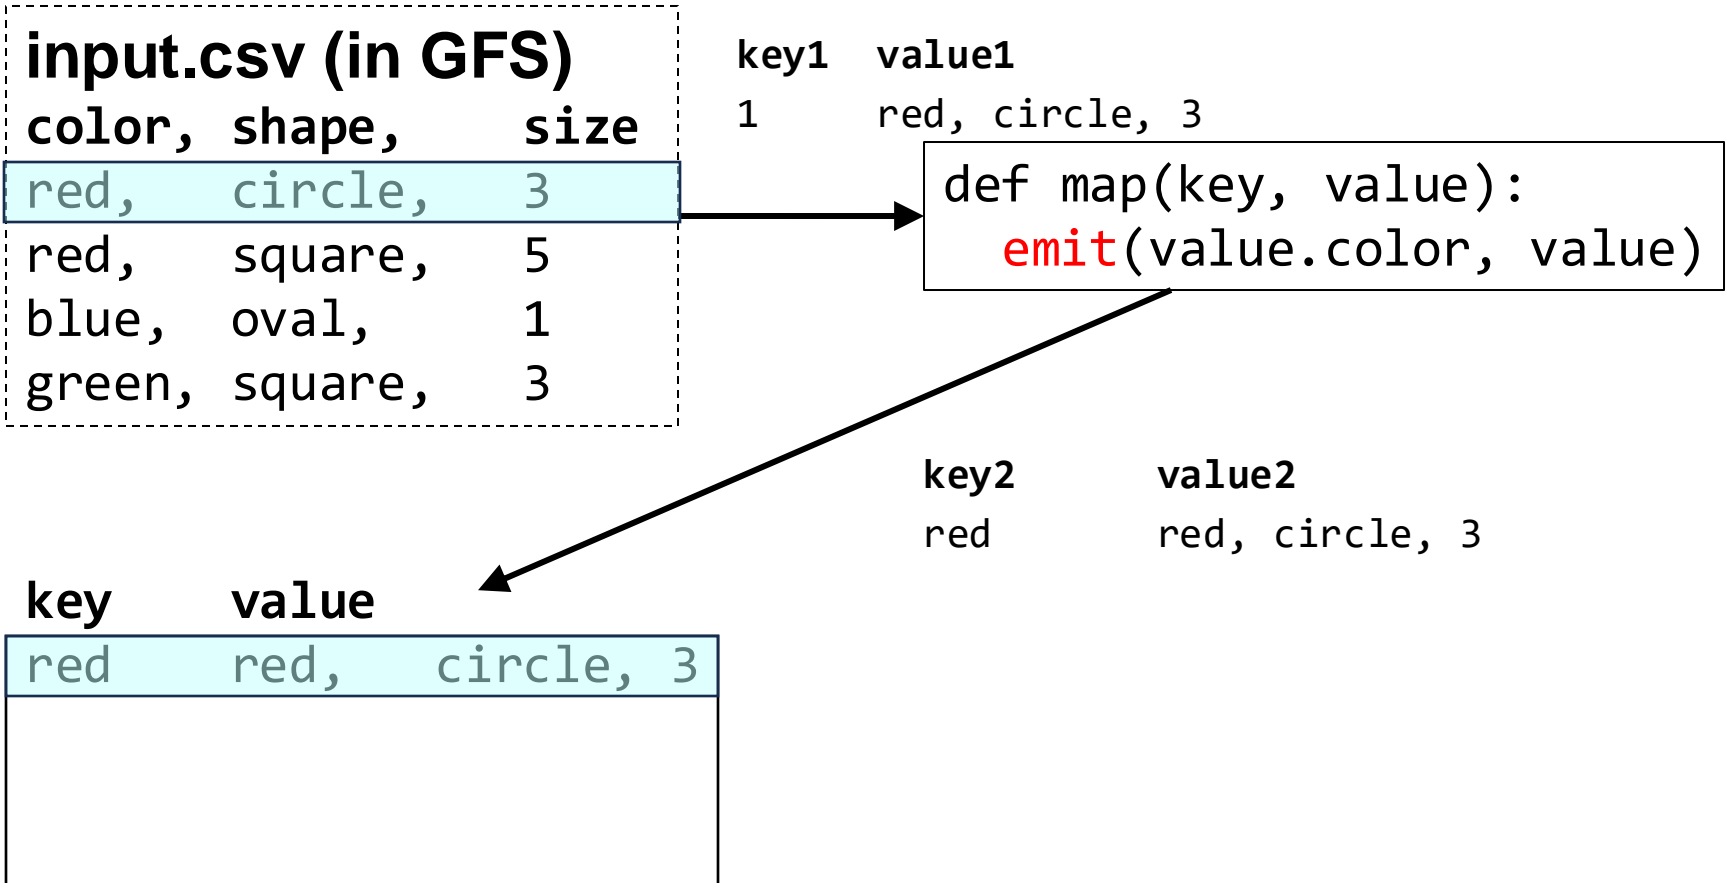 input.csv (in GFS)
color, shape, size
red, circle, 3
red, square, 5
blue, oval, 1
green, square, 3
key1 value1
1 red, circle, 3
def map(key, value):
emit(value.color, value)
key2 value2
red red, circle, 3
key value
red red, circle, 3